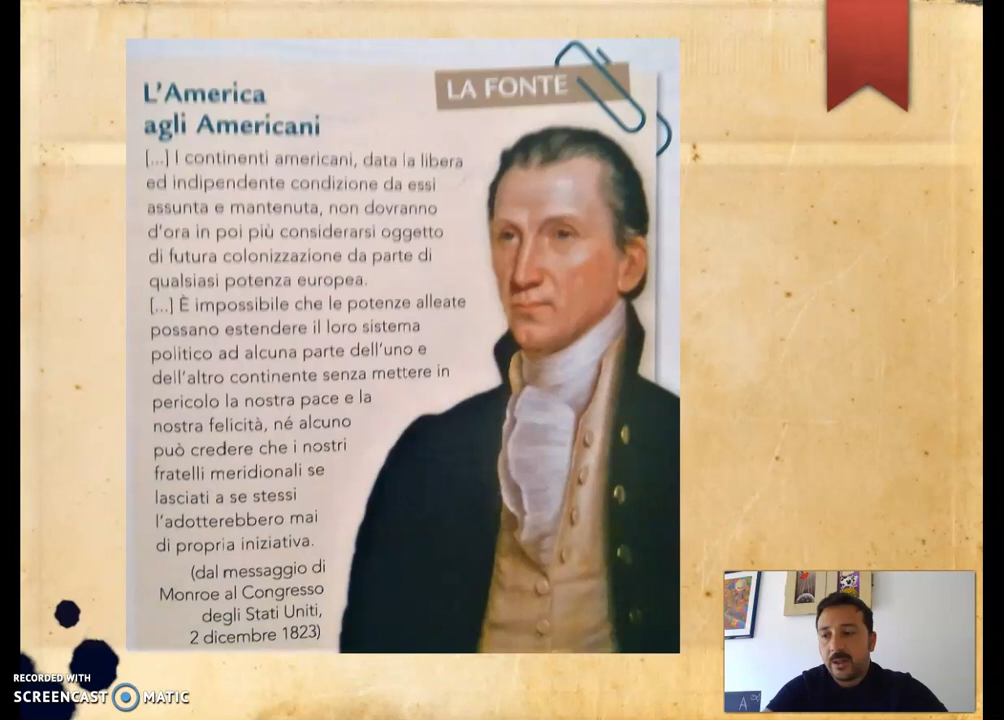 LA FONTE
L'America
agli Americani
[...] I continenti americani, data la libera
ed indipendente condizione da essi
assunta e mantenuta, non dovranno
d'ora in poi più considerarsi oggetto
di futura colonizzazione da parte di
qualsiasi potenza europea.
[...] È impossibile che le potenze alleate
possano estendere il loro sistema
politico ad alcuna parte dell'uno e
dell'altro continente senza mettere in
pericolo la nostra pace e la
nostra felicità, né alcuno
può credere che i nostri
fratelli meridionali se
lasciati a se stessi
l'adotterebbero mai
di propria iniziativa.
(dal messaggio di
Monroe al Congresso
degli Stati Uniti,
2 dicembre 1823)
RECORDED WITH
SCREENCAST MATIC